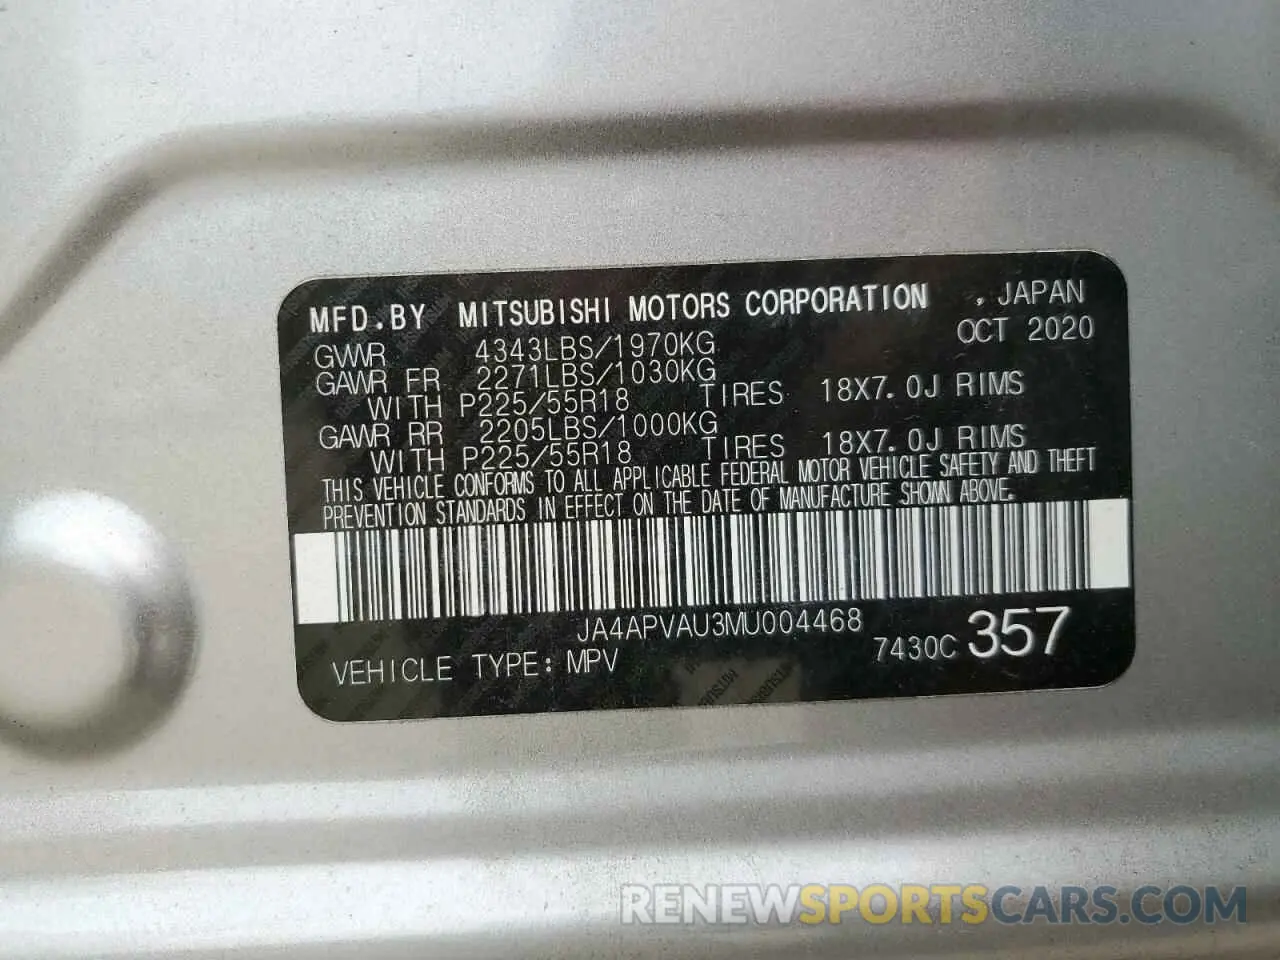 MFD.BY MITSUBISHI MOTORS CORPORATION , JAPAN
OCT 2020
GVWR 4343LBS/1970KG
GAWR FR 2271LBS/1030KG
WITH P225/55R18 TIRES 18X7.0J RIMS
GAWR RR 2205LBS/1000KG
WITH P225/55R18 TIRES 18X7.0J RIMS
THIS VEHICLE CONFORMS TO ALL APPLICABLE FEDERAL MOTOR VEHICLE SAFETY AND THEFT
PREVENTION STANDARDS IN EFFECT ON THE DATE OF MANUFACTURE SHOWN ABOVE.
JA4APVAU3MU004468
7430C 357
VEHICLE TYPE: MPV
RENEWSPORTSCARS.COM